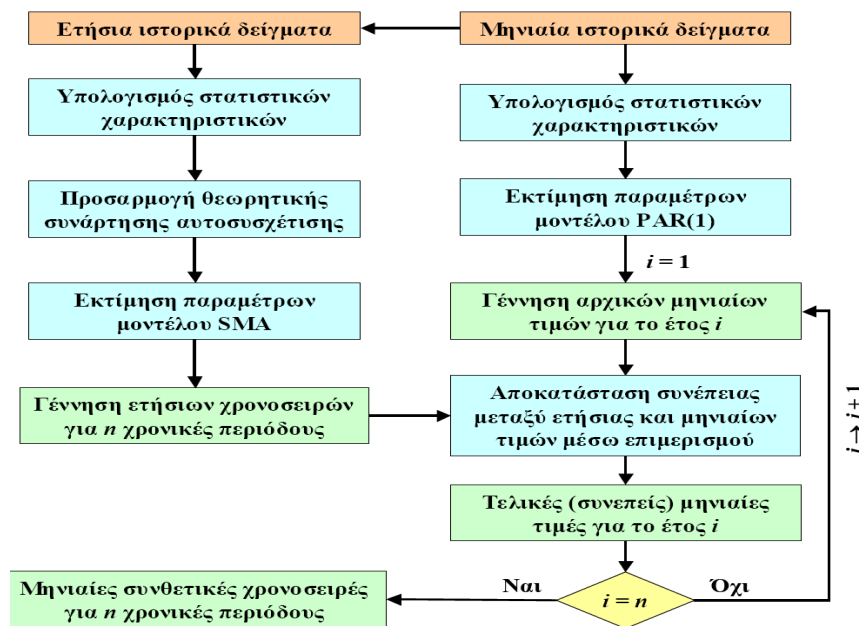 Ετήσια ιστορικά δείγματα
Μηνιαία ιστορικά δείγματα
Υπολογισμός στατιστικών
χαρακτηριστικών
Υπολογισμός στατιστικών
χαρακτηριστικών
Προσαρμογή θεωρητικής
συνάρτησης αυτοσυσχέτισης
Εκτίμηση παραμέτρων
μοντέλου PAR(1)
i = 1
Εκτίμηση παραμέτρων
μοντέλου SMA
Γέννηση αρχικών μηνιαίων
τιμών για το έτος i
Γέννηση ετήσιων χρονοσειρών
για n χρονικές περιόδους
Αποκατάσταση συνέπειας
μεταξύ ετήσιας και μηνιαίων
τιμών μέσω επιμερισμού
i → i + 1
Τελικές (συνεπείς) μηνιαίες
τιμές για το έτος i
Μηνιαίες συνθετικές χρονοσειρές
για n χρονικές περιόδους
Ναι
i = n
Όχι